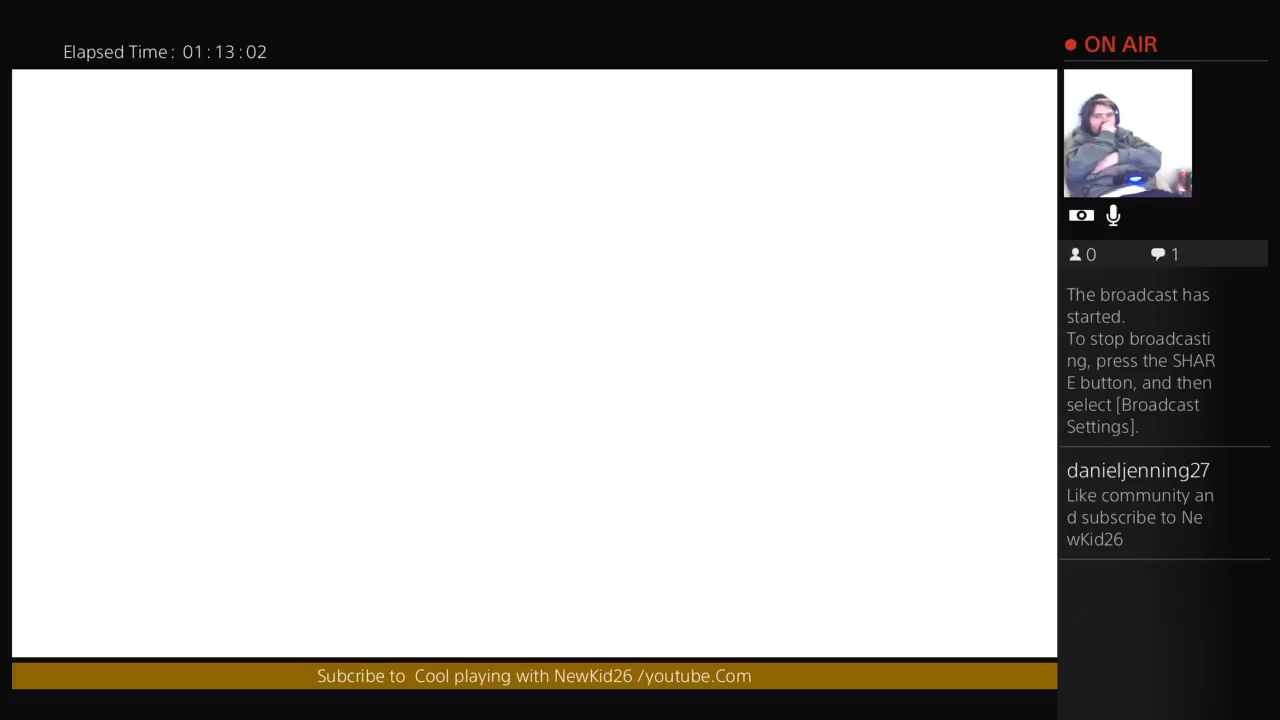 Elapsed Time: 01:13:02
ON AIR
0 1
The broadcast has
started.
To stop broadcasti
ng, press the SHAR
E button, and then
select [Broadcast
Settings].
danieljenning27
Like community an
d subscribe to Ne
wKid26
Subcribe to Cool playing with NewKid26 /youtube.Com